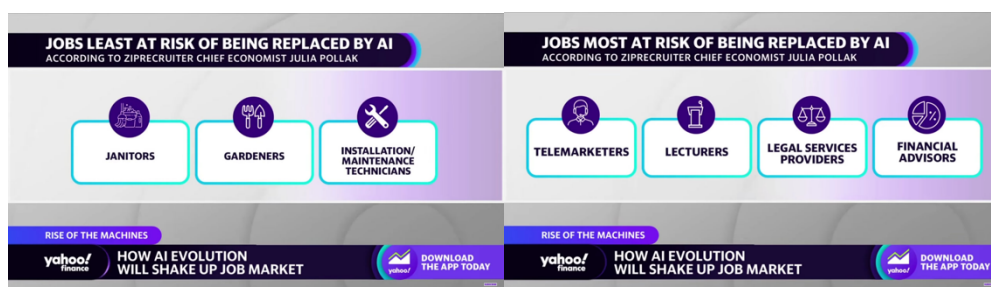 JOBS LEAST AT RISK OF BEING REPLACED BY AI
ACCORDING TO ZIPRECRUITER CHIEF ECONOMIST JULIA POLLAK
JANITORS
GARDENERS
INSTALLATION/
MAINTENANCE
TECHNICIANS
RISE OF THE MACHINES
yahoo!
finance
HOW AI EVOLUTION
WILL SHAKE UP JOB MARKET
yahoo!
DOWNLOAD
THE APP TODAY
JOBS MOST AT RISK OF BEING REPLACED BY AI
ACCORDING TO ZIPRECRUITER CHIEF ECONOMIST JULIA POLLAK
TELEMARKETERS
LECTURERS
LEGAL SERVICES
PROVIDERS
%
FINANCIAL
ADVISORS
RISE OF THE MACHINES
yahoo!
finance
HOW AI EVOLUTION
WILL SHAKE UP JOB MARKET
yahoo!
DOWNLOAD
THE APP TODAY